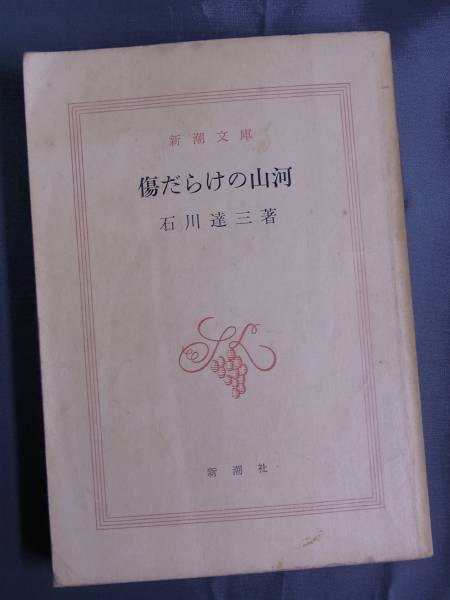 新潮文庫
傷だらけの山河
石川達三著
新潮社